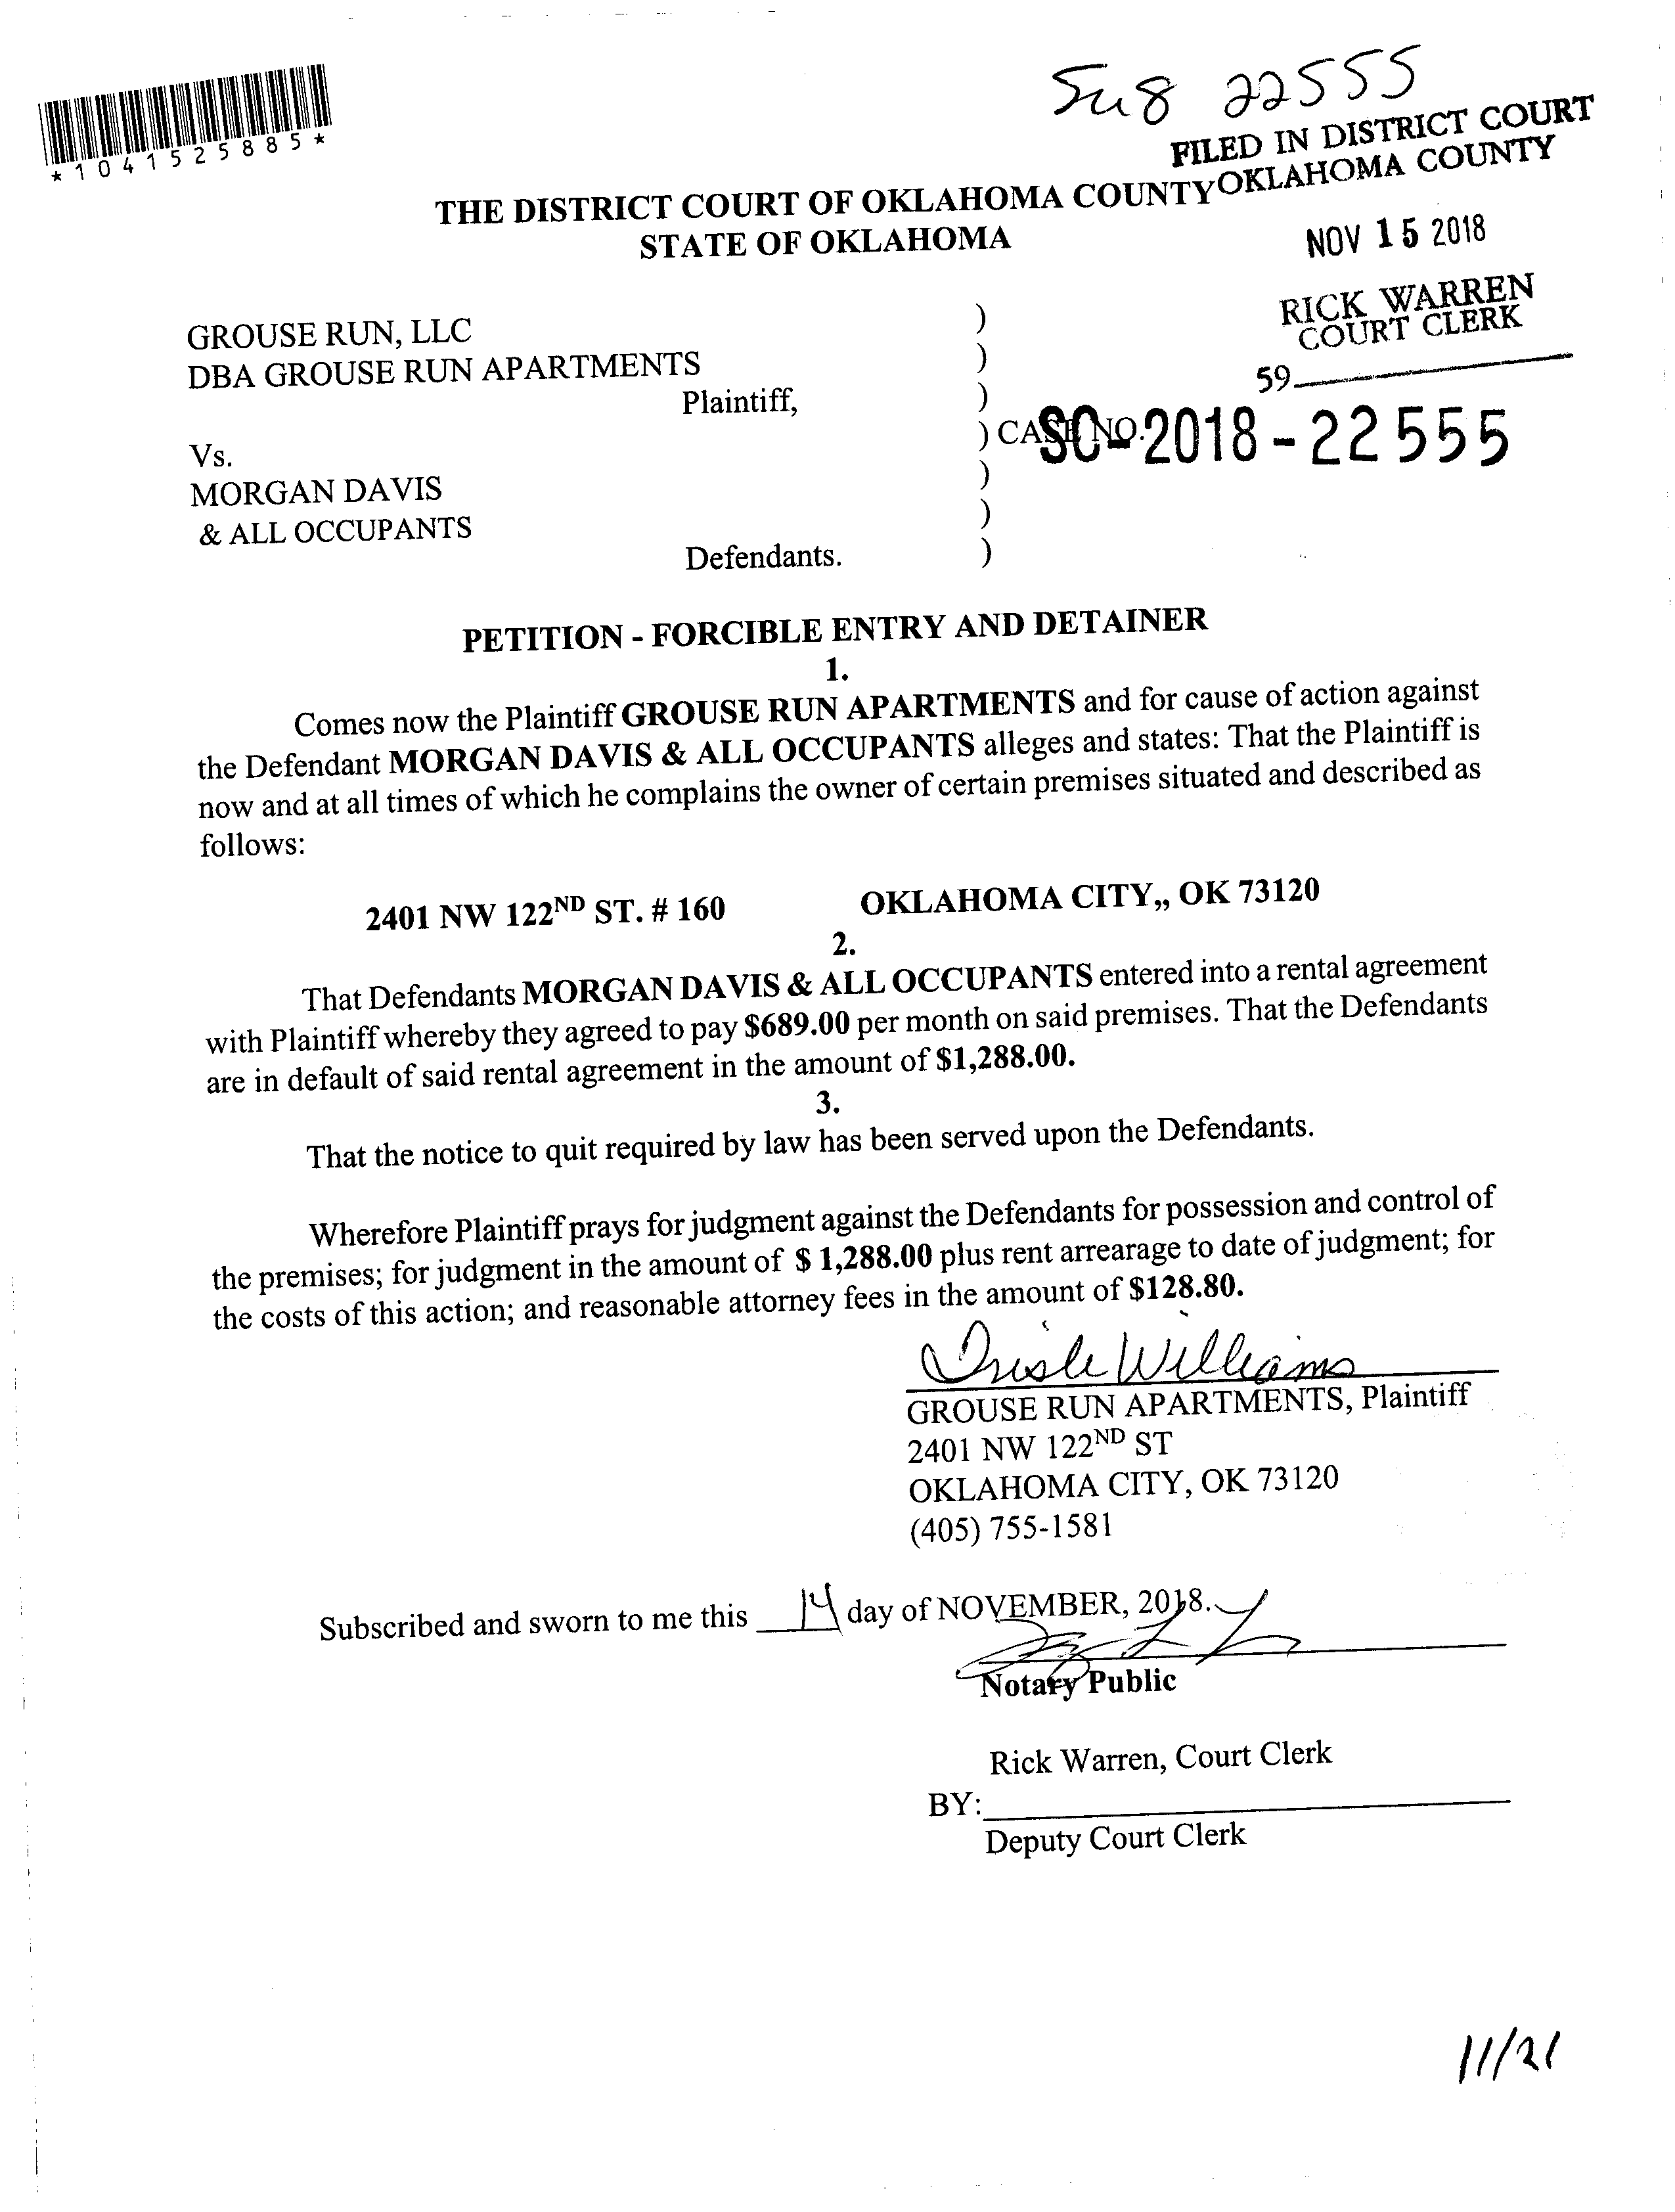 Su8 22555
*1041525885*
FILED IN DISTRICT COURT
OKLAHOMA COUNTY
THE DISTRICT COURT OF OKLAHOMA COUNTY
STATE OF OKLAHOMA
NOV 15 2018
RICK WARREN
COURT CLERK
59
GROUSE RUN, LLC )
DBA GROUSE RUN APARTMENTS )
Plaintiff, )
) CASE NO. SC-2018-22555
Vs. )
MORGAN DAVIS
& ALL OCCUPANTS )
Defendants. )
PETITION - FORCIBLE ENTRY AND DETAINER
1.
Comes now the Plaintiff GROUSE RUN APARTMENTS and for cause of action against
the Defendant MORGAN DAVIS & ALL OCCUPANTS alleges and states: That the Plaintiff is
now and at all times of which he complains the owner of certain premises situated and described as
follows:
2401 NW 122ND ST. # 160 OKLAHOMA CITY,, OK 73120
2.
That Defendants MORGAN DAVIS & ALL OCCUPANTS entered into a rental agreement
with Plaintiff whereby they agreed to pay $689.00 per month on said premises. That the Defendants
are in default of said rental agreement in the amount of $1,288.00.
3.
That the notice to quit required by law has been served upon the Defendants.
Wherefore Plaintiff prays for judgment against the Defendants for possession and control of
the premises; for judgment in the amount of $ 1,288.00 plus rent arrearage to date of judgment; for
the costs of this action; and reasonable attorney fees in the amount of $128.80.
Williams
GROUSE RUN APARTMENTS, Plaintiff
2401 NW 122ND ST
OKLAHOMA CITY, OK 73120
(405) 755-1581
Subscribed and sworn to me this 14 day of NOVEMBER, 2018.
Notary Public
Rick Warren, Court Clerk
BY:
Deputy Court Clerk
11/21